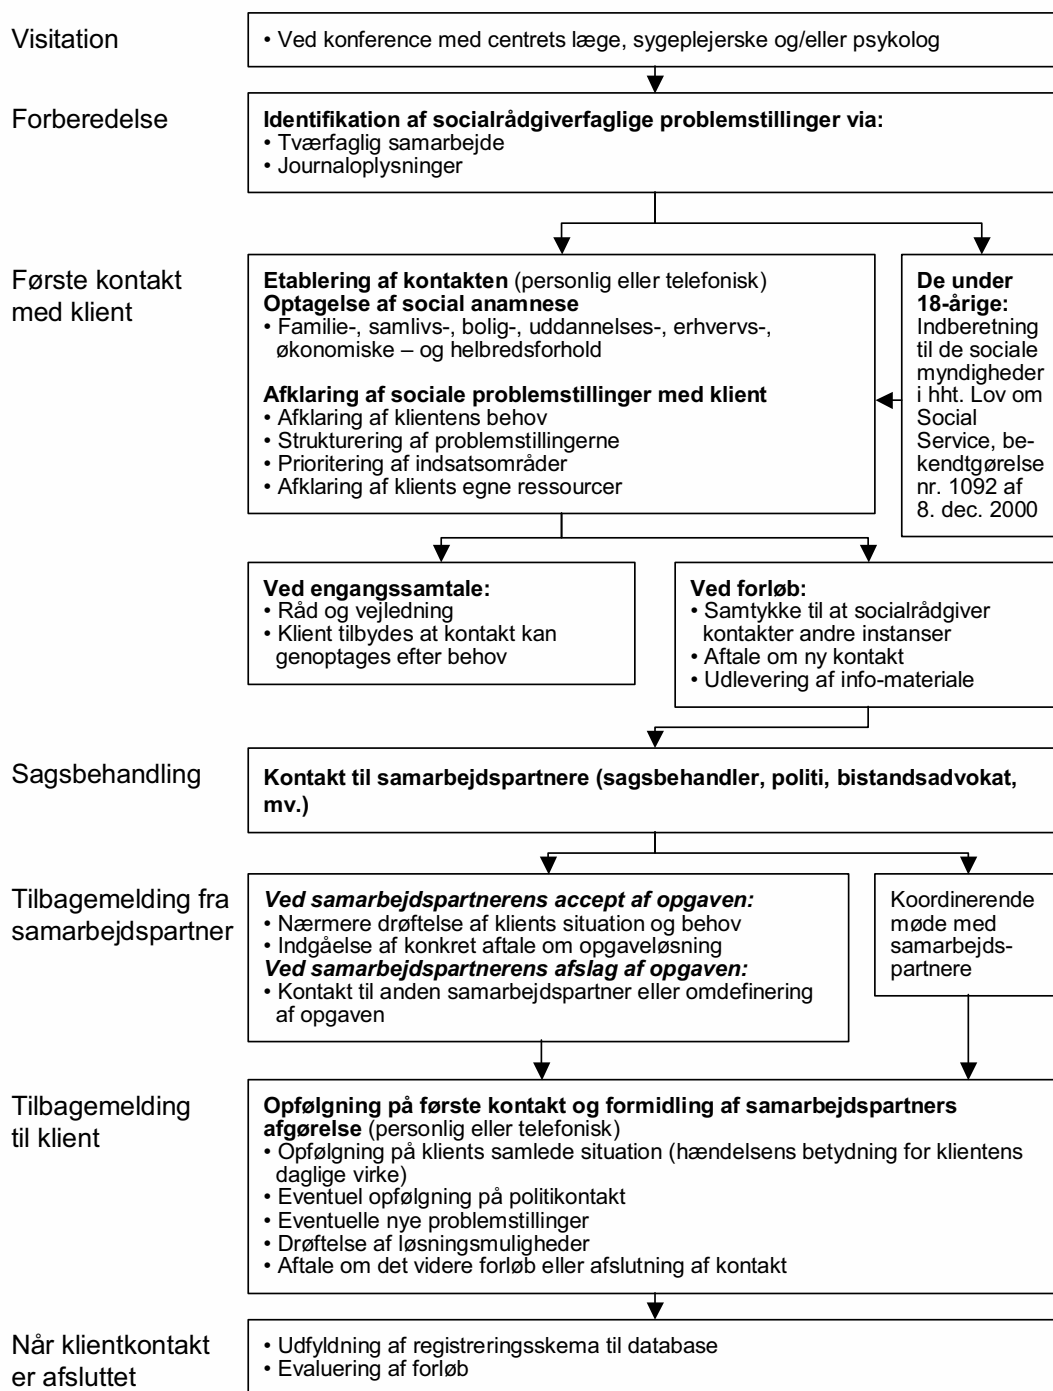 Visitation
• Ved konference med centrets læge, sygeplejerske og/eller psykolog
Forberedelse
Identifikation af socialrådgiverfaglige problemstillinger via:
• Tværfaglig samarbejde
• Journaloplysninger
Første kontakt
med klient
Etablering af kontakten (personlig eller telefonisk)
Optagelse af social anamnese
• Familie-, samlivs-, bolig-, uddannelses-, erhvervs-,
økonomiske – og helbredsforhold
Afklaring af sociale problemstillinger med klient
• Afklaring af klientens behov
• Strukturering af problemstillingerne
• Prioritering af indsatsområder
• Afklaring af klients egne ressourcer
De under
18-årige:
Indberetning
til de sociale
myndigheder
i hht. Lov om
Social
Service, be-
kendtgørelse
nr. 1092 af
8. dec. 2000
Ved engangssamtale:
• Råd og vejledning
• Klient tilbydes at kontakt kan
genoptages efter behov
Ved forløb:
• Samtykke til at socialrådgiver
kontakter andre instanser
• Aftale om ny kontakt
• Udlevering af info-materiale
Sagsbehandling
Kontakt til samarbejdspartnere (sagsbehandler, politi, bistandsadvokat,
mv.)
Tilbagemelding fra
samarbejdspartner
Ved samarbejdspartnerens accept af opgaven:
• Nærmere drøftelse af klients situation og behov
• Indgåelse af konkret aftale om opgaveløsning
Ved samarbejdspartnerens afslag af opgaven:
• Kontakt til anden samarbejdspartner eller omdefinering
af opgaven
Koordinerende
møde med
samarbejds-
partnere
Tilbagemelding
til klient
Opfølgning på første kontakt og formidling af samarbejdspartners
afgørelse (personlig eller telefonisk)
• Opfølgning på klients samlede situation (hændelsens betydning for klientens
daglige virke)
• Eventuel opfølgning på politikontakt
• Eventuelle nye problemstillinger
• Drøftelse af løsningsmuligheder
• Aftale om det videre forløb eller afslutning af kontakt
Når klientkontakt
er afsluttet
• Udfyldning af registreringsskema til database
• Evaluering af forløb